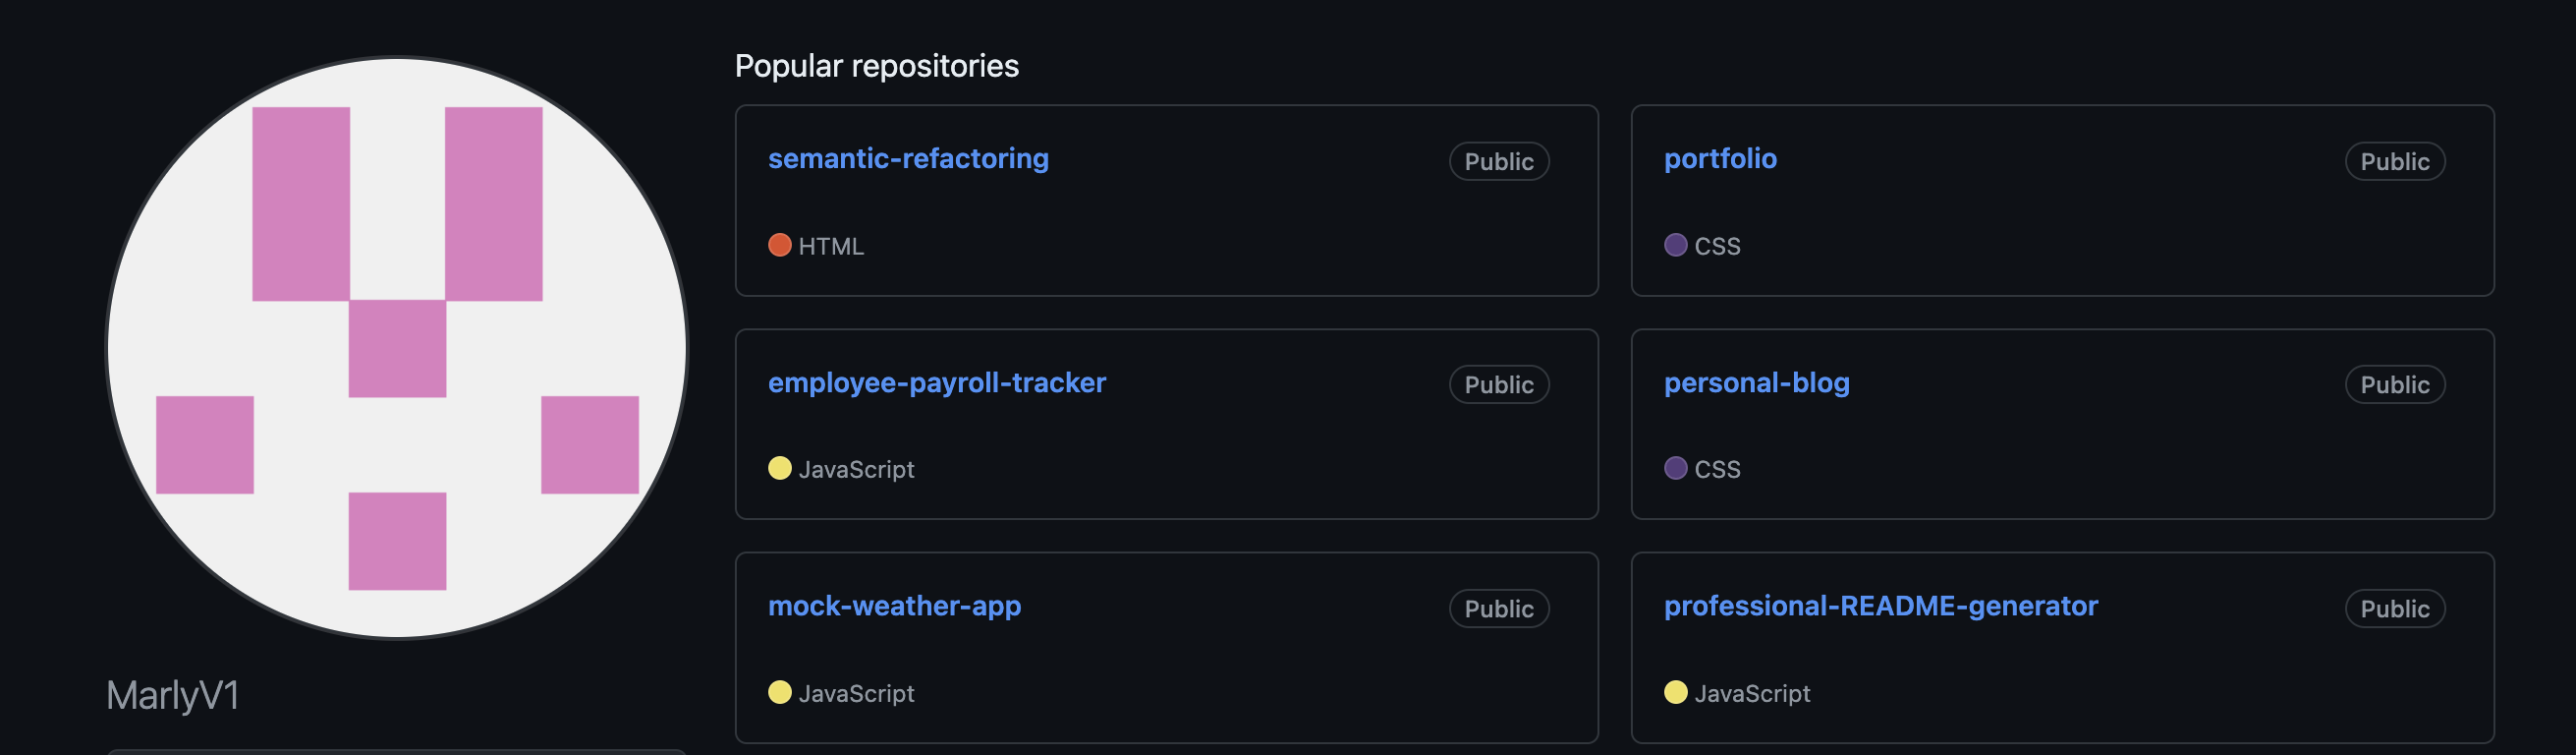 Popular repositories
semantic-refactoring Public
HTML
portfolio Public
CSS
employee-payroll-tracker Public
JavaScript
personal-blog Public
CSS
mock-weather-app Public
JavaScript
professional-README-generator Public
JavaScript
MarlyV1